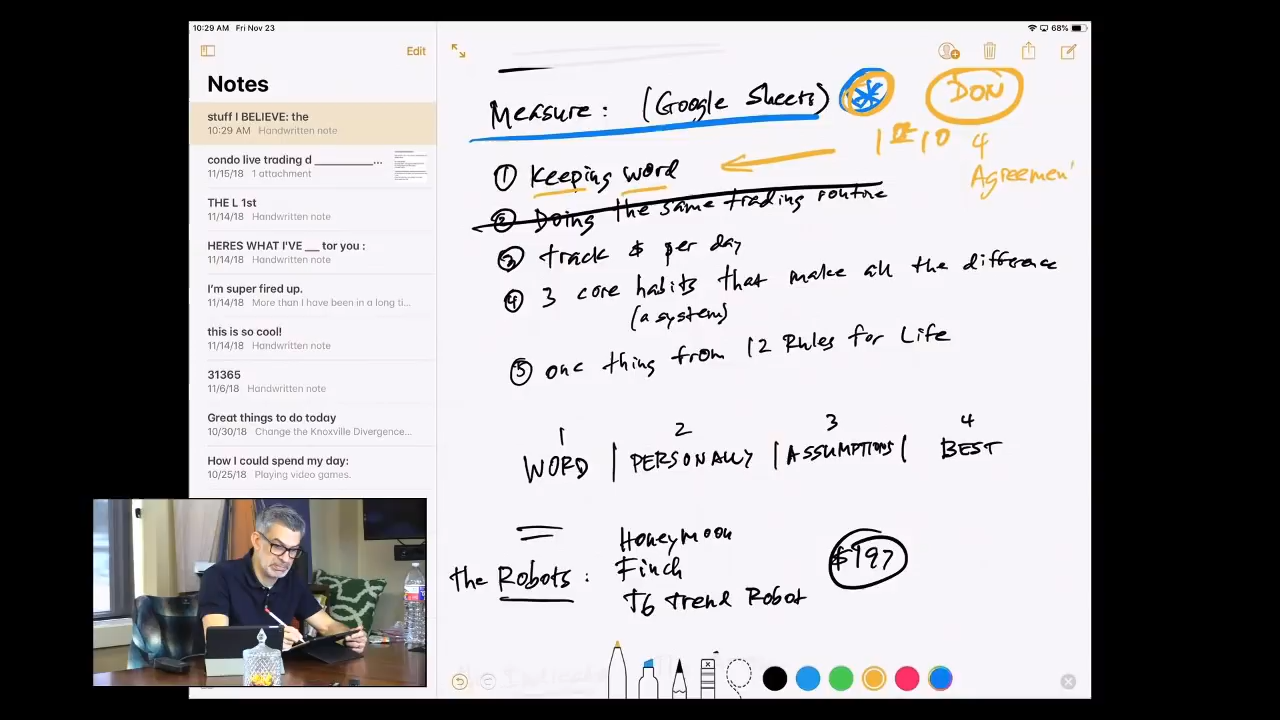 10:29 AM Fri Nov 23
68%
Edit
Notes
stuff I BELIEVE: the
10:29 AM Handwritten note
condo live trading d ______________...
11/15/18 1 attachment
THE L 1st
11/14/18 Handwritten note
HERES WHAT I'VE ___ tor you :
11/14/18 Handwritten note
I'm super fired up.
11/14/18 More than I have been in a long ti...
this is so cool!
11/14/18 Handwritten note
31365
11/6/18 Handwritten note
Great things to do today
10/30/18 Change the Knoxville Divergence...
How I could spend my day:
10/25/18 Playing video games.
Measure: (Google Sheets) * DON
1 10 4
Agreemen
① Keeping word
② Doing the same trading routine
③ track $ per day
④ 3 core habits that make all the difference
(a system)
⑤ one thing from 12 Rules for Life
1 2 3 4
WORD | PERSONALLY | ASSUMPTIONS | BEST
the Robots: Honeymoon
Finch
T6 Trend Robot
$197